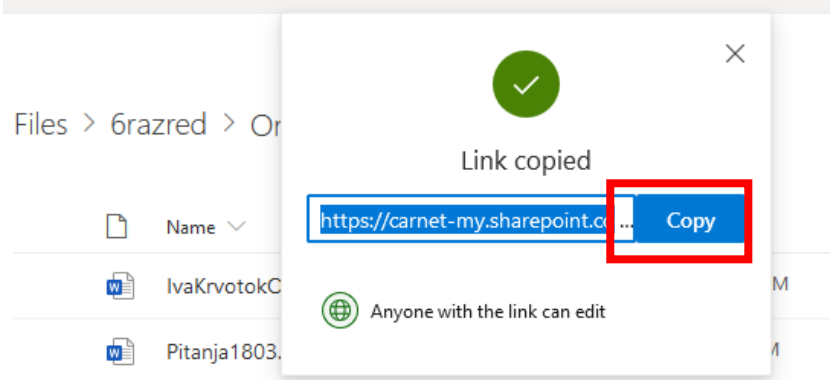 Link copied
Files > 6razred > Or
https://carnet-my.sharepoint.co ... Copy
Name
IvaKrvotokO
M
Anyone with the link can edit
Pitanja1803.
M